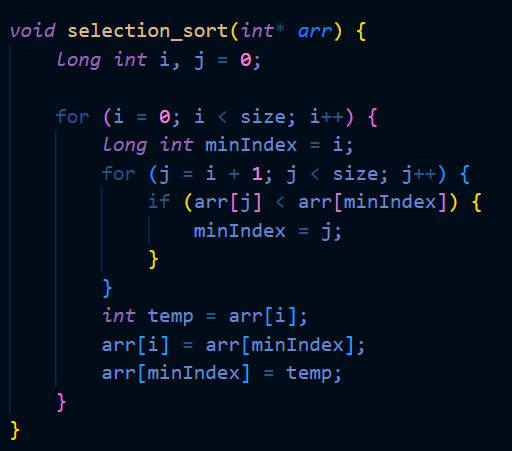 void selection_sort(int* arr) {
    long int i, j = 0;

    for (i = 0; i < size; i++) {
        long int minIndex = i;
        for (j = i + 1; j < size; j++) {
            if (arr[j] < arr[minIndex]) {
                minIndex = j;
            }
        }
        int temp = arr[i];
        arr[i] = arr[minIndex];
        arr[minIndex] = temp;
    }
}